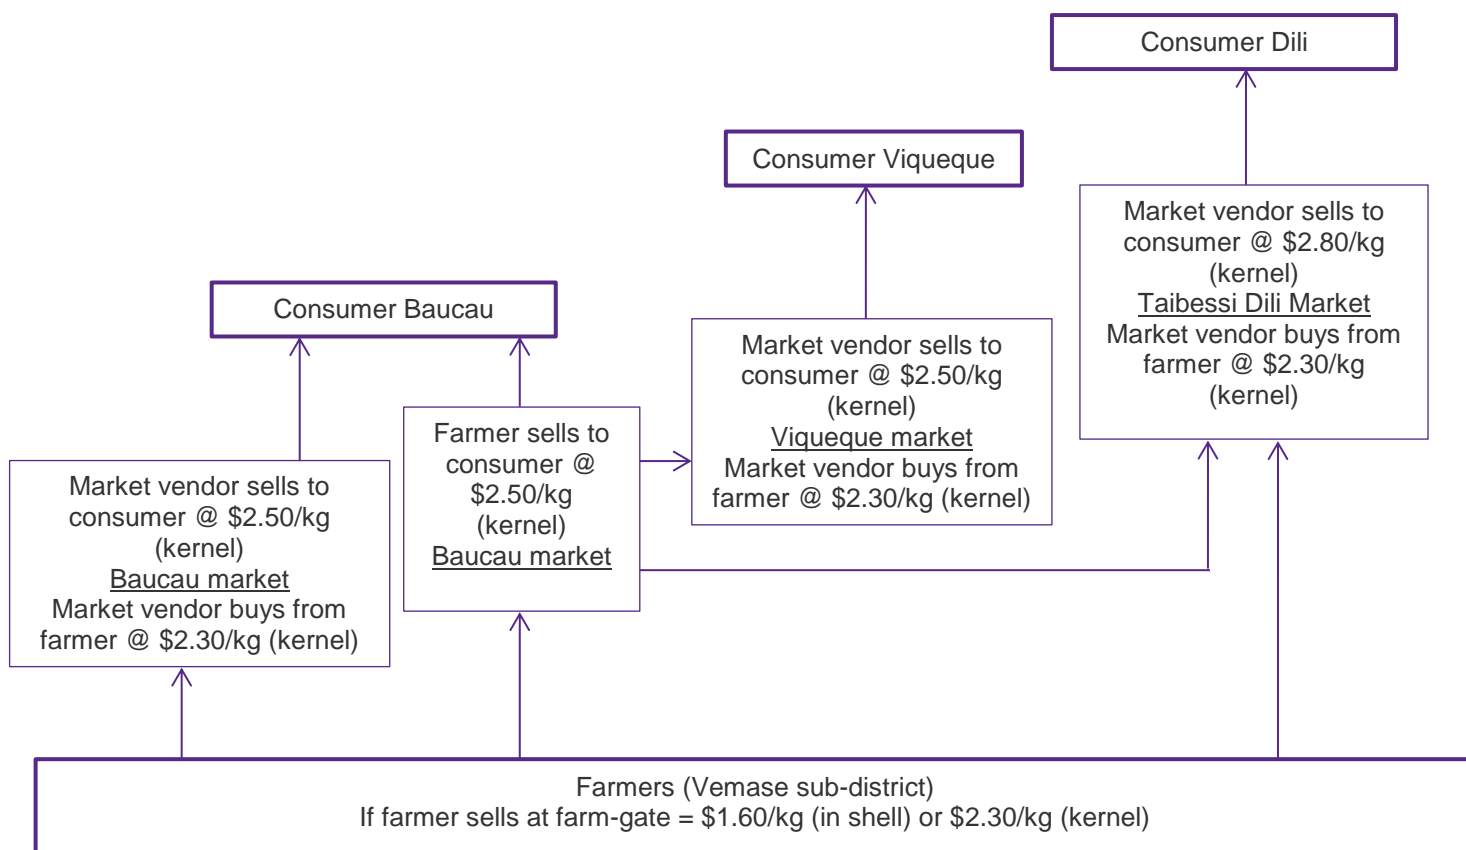 Consumer Dili
Consumer Viqueque
Market vendor sells to
consumer @ $2.80/kg
(kernel)
Taibessi Dili Market
Market vendor buys from
farmer @ $2.30/kg
(kernel)
Consumer Baucau
Market vendor sells to
consumer @ $2.50/kg
(kernel)
Viqueque market
Market vendor buys from
farmer @ $2.30/kg (kernel)
Farmer sells to
consumer @
$2.50/kg
(kernel)
Baucau market
Market vendor sells to
consumer @ $2.50/kg
(kernel)
Baucau market
Market vendor buys from
farmer @ $2.30/kg (kernel)
Farmers (Vemase sub-district)
If farmer sells at farm-gate = $1.60/kg (in shell) or $2.30/kg (kernel)